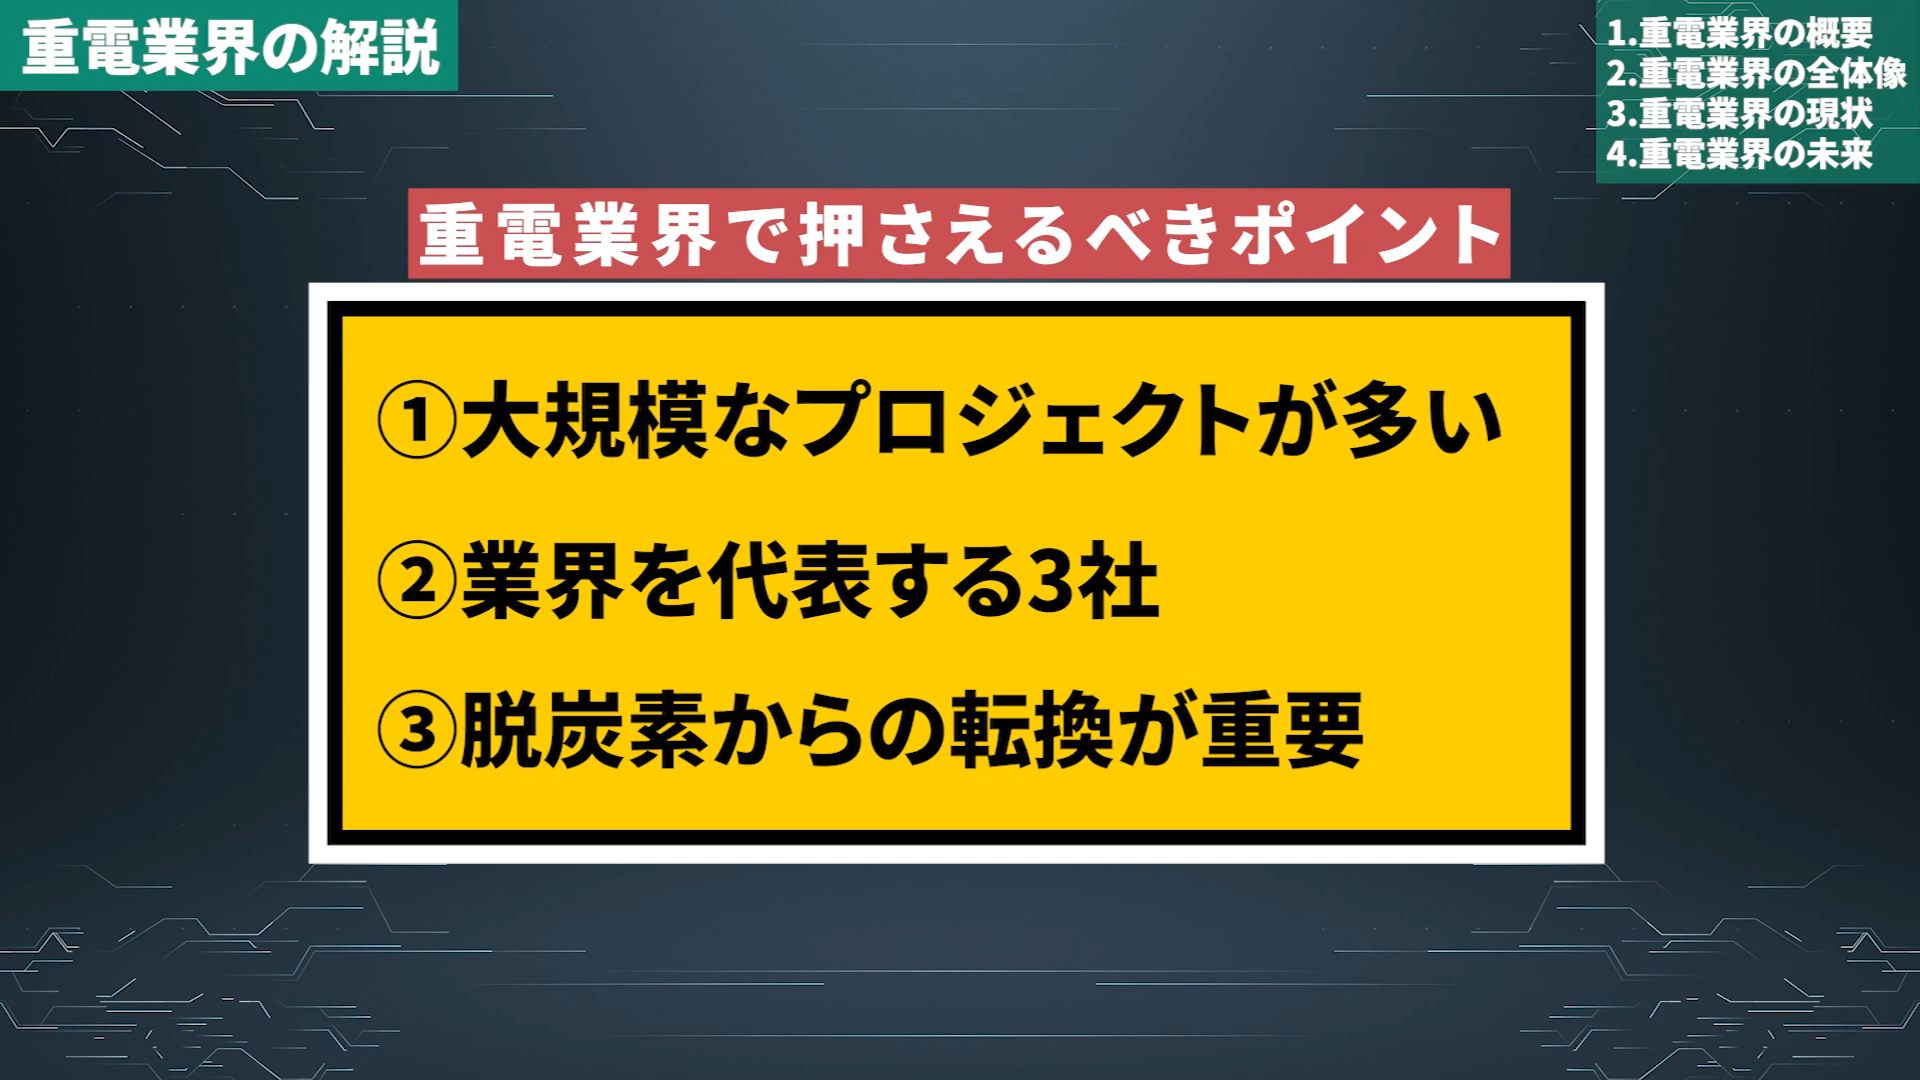 重電業界の解説
1.重電業界の概要
2.重電業界の全体像
3.重電業界の現状
4.重電業界の未来
重電業界で押さえるべきポイント
①大規模なプロジェクトが多い
②業界を代表する3社
③脱炭素からの転換が重要